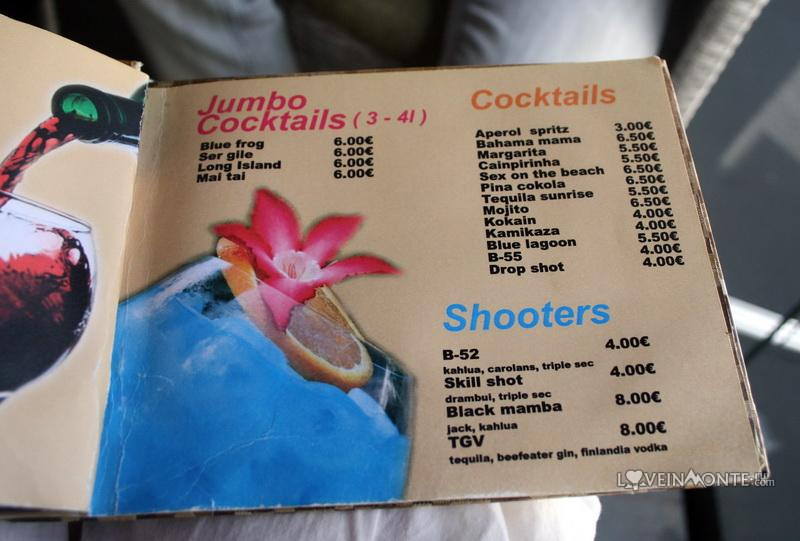 Jumbo
Cocktails ( 3 - 4l )
Blue frog 6.00€
Ser gile 6.00€
Long Island 6.00€
Mai tai 6.00€
Cocktails
Aperol spritz 3.00€
Bahama mama 6.50€
Margarita 5.50€
Cainpirinha 5.50€
Sex on the beach 6.50€
Pina cokola 6.50€
Tequila sunrise 5.50€
Mojito 6.50€
Kokain 4.00€
Kamikaza 4.00€
Blue lagoon 5.50€
B-55 4.00€
Drop shot 4.00€
Shooters
B-52 4.00€
kahlua, carolans, triple sec
Skill shot 4.00€
drambui, triple sec
Black mamba 8.00€
jack, kahlua
TGV 8.00€
tequila, beefeater gin, finlandia vodka